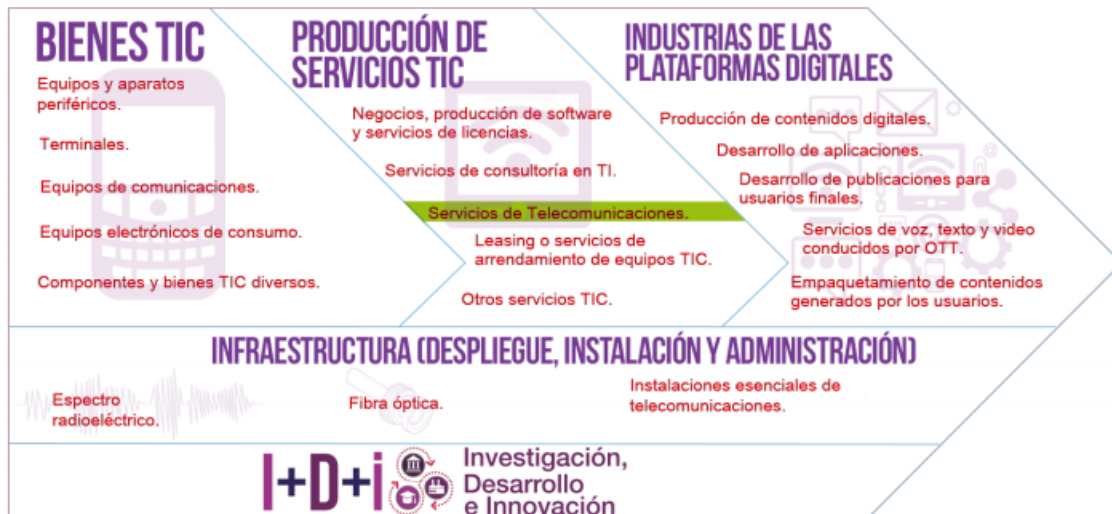 BIENES TIC
Equipos y aparatos
periféricos.
Terminales.
Equipos de comunicaciones.
Equipos electrónicos de consumo.
Componentes y bienes TIC diversos.
PRODUCCIÓN DE
SERVICIOS TIC
Negocios, producción de software
y servicios de licencias.
Servicios de consultoría en TI.
Servicios de Telecomunicaciones.
Leasing o servicios de
arrendamiento de equipos TIC.
Otros servicios TIC.
INDUSTRIAS DE LAS
PLATAFORMAS DIGITALES
Producción de contenidos digitales.
Desarrollo de aplicaciones.
Desarrollo de publicaciones para
usuarios finales.
Servicios de voz, texto y video
conducidos por OTT.
Empaquetamiento de contenidos
generados por los usuarios.
INFRAESTRUCTURA (DESPLIEGUE, INSTALACIÓN Y ADMINISTRACIÓN)
Espectro
radioeléctrico.
Fibra óptica.
Instalaciones esenciales de
telecomunicaciones.
I+D+i
Investigación,
Desarrollo
e Innovación